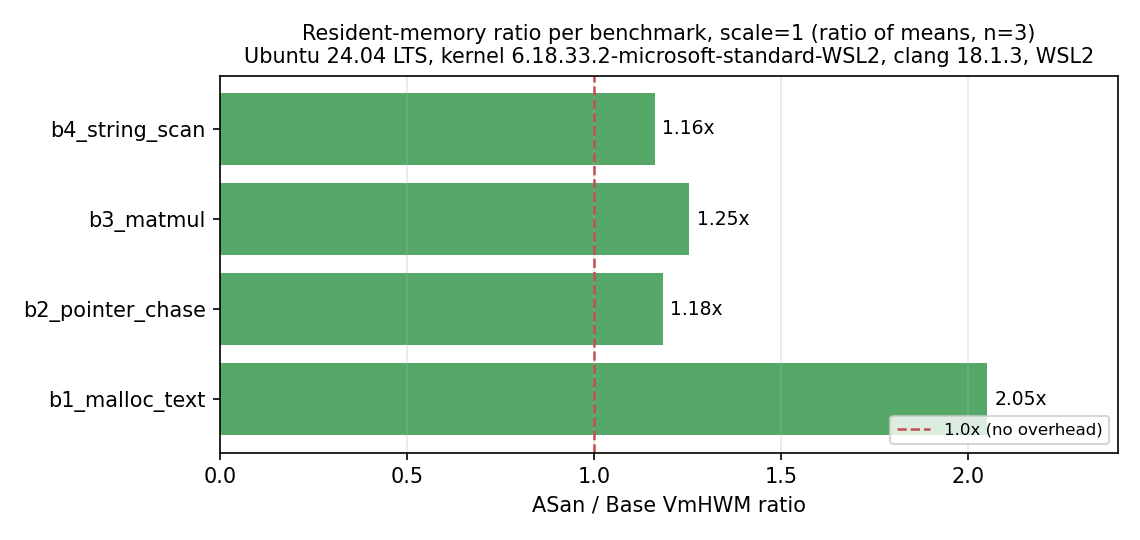 Resident-memory ratio per benchmark, scale=1 (ratio of means, n=3)
Ubuntu 24.04 LTS, kernel 6.18.33.2-microsoft-standard-WSL2, clang 18.1.3, WSL2
b4_string_scan
1.16x
b3_matmul
1.25x
b2_pointer_chase
1.18x
b1_malloc_text
2.05x
1.0x (no overhead)
0.0 0.5 1.0 1.5 2.0
ASan / Base VmHWM ratio